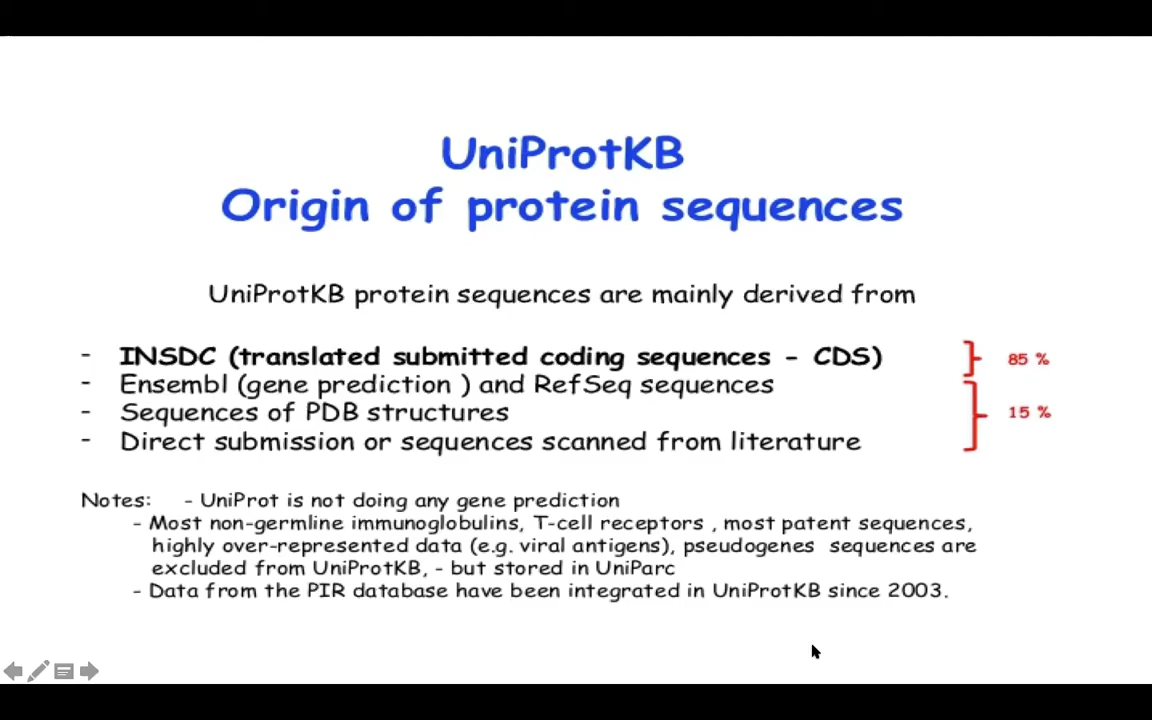 UniProtKB
Origin of protein sequences
UniProtKB protein sequences are mainly derived from
- INSDC (translated submitted coding sequences - CDS)
- Ensembl (gene prediction ) and RefSeq sequences
- Sequences of PDB structures
- Direct submission or sequences scanned from literature
85 %
15 %
Notes: - UniProt is not doing any gene prediction
- Most non-germline immunoglobulins, T-cell receptors , most patent sequences,
highly over-represented data (e.g. viral antigens), pseudogenes sequences are
excluded from UniProtKB, - but stored in UniParc
- Data from the PIR database have been integrated in UniProtKB since 2003.